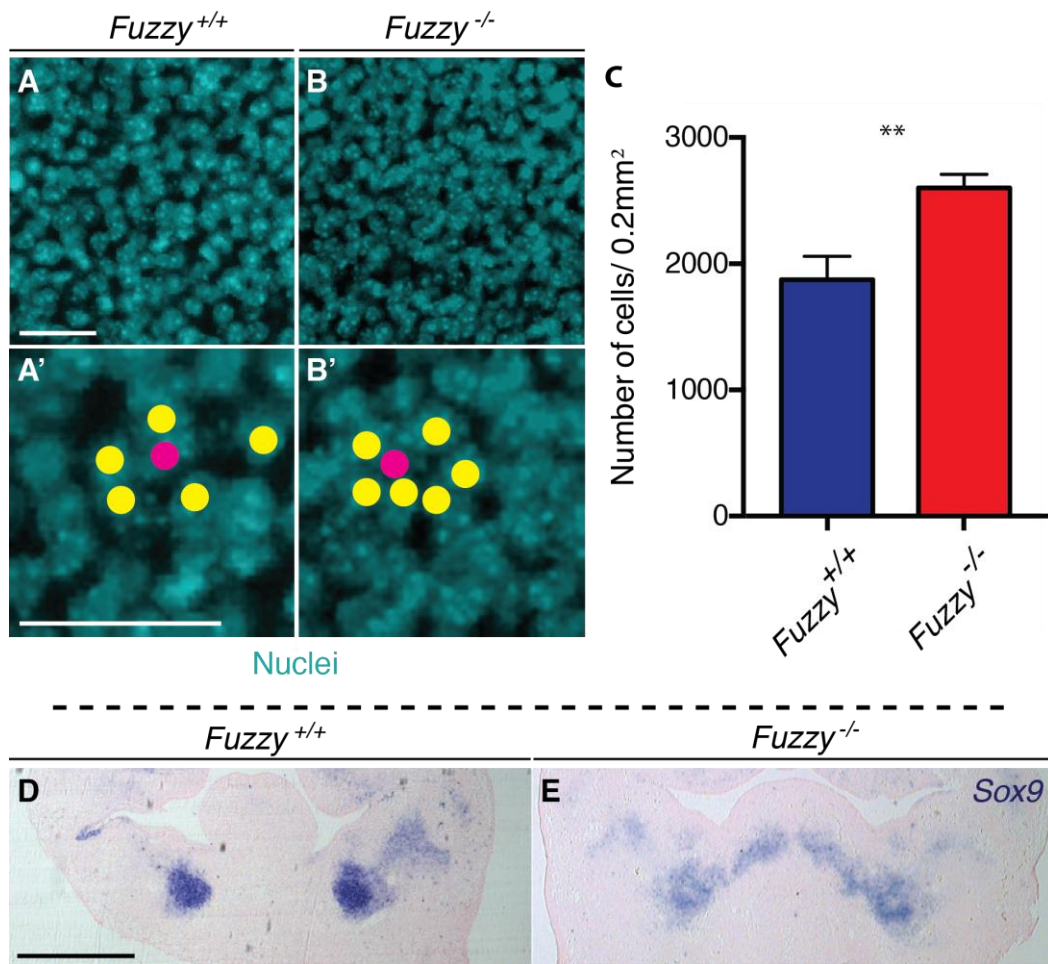 Fuzzy +/+ Fuzzy -/-
A B C
A' B'
Number of cells/ 0.2mm²
3000
2000
1000
0
**
Fuzzy +/+ Fuzzy -/-
Nuclei
Fuzzy +/+ Fuzzy -/-
D E Sox9